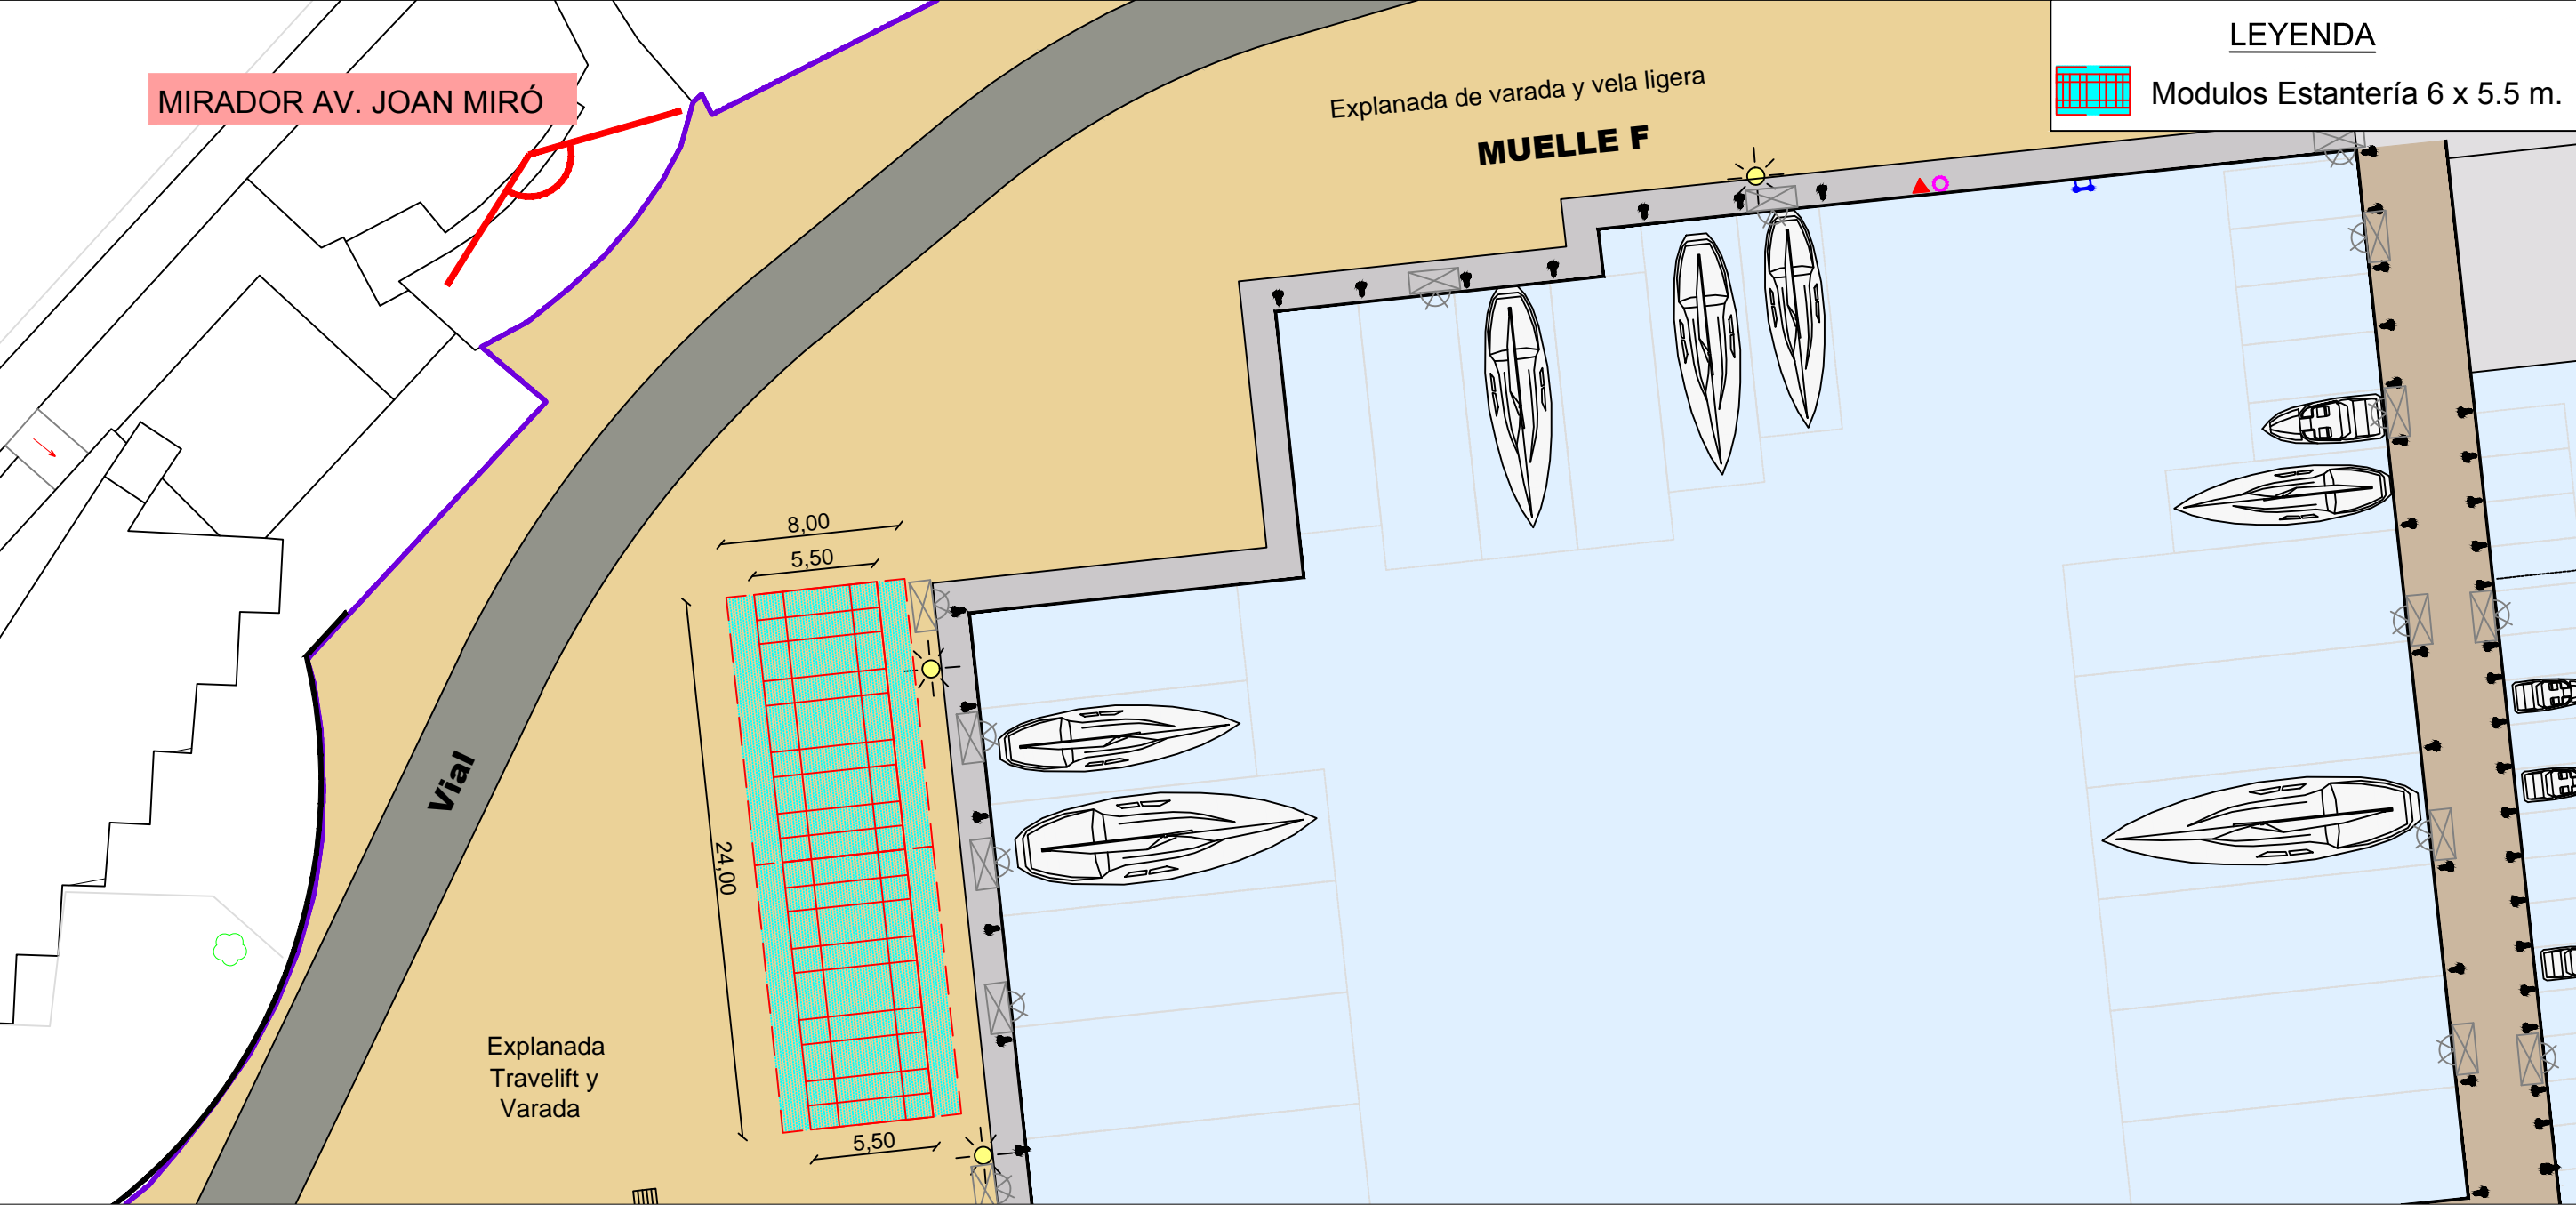 LEYENDA
Modulos Estantería 6 x 5.5 m.
MIRADOR AV. JOAN MIRÓ
Explanada de varada y vela ligera
MUELLE F
8,00
5,50
24,00
Vial
Explanada
Travelift y
Varada
5,50